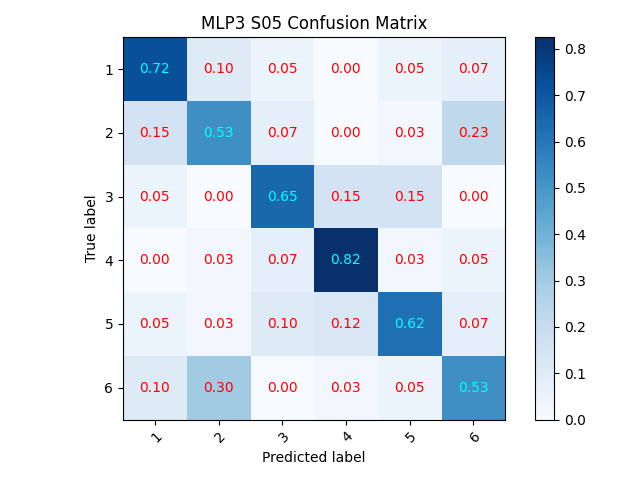 MLP3 S05 Confusion Matrix
True label
1 0.72 0.10 0.05 0.00 0.05 0.07
2 0.15 0.53 0.07 0.00 0.03 0.23
3 0.05 0.00 0.65 0.15 0.15 0.00
4 0.00 0.03 0.07 0.82 0.03 0.05
5 0.05 0.03 0.10 0.12 0.62 0.07
6 0.10 0.30 0.00 0.03 0.05 0.53
1 2 3 4 5 6
Predicted label
0.8
0.7
0.6
0.5
0.4
0.3
0.2
0.1
0.0